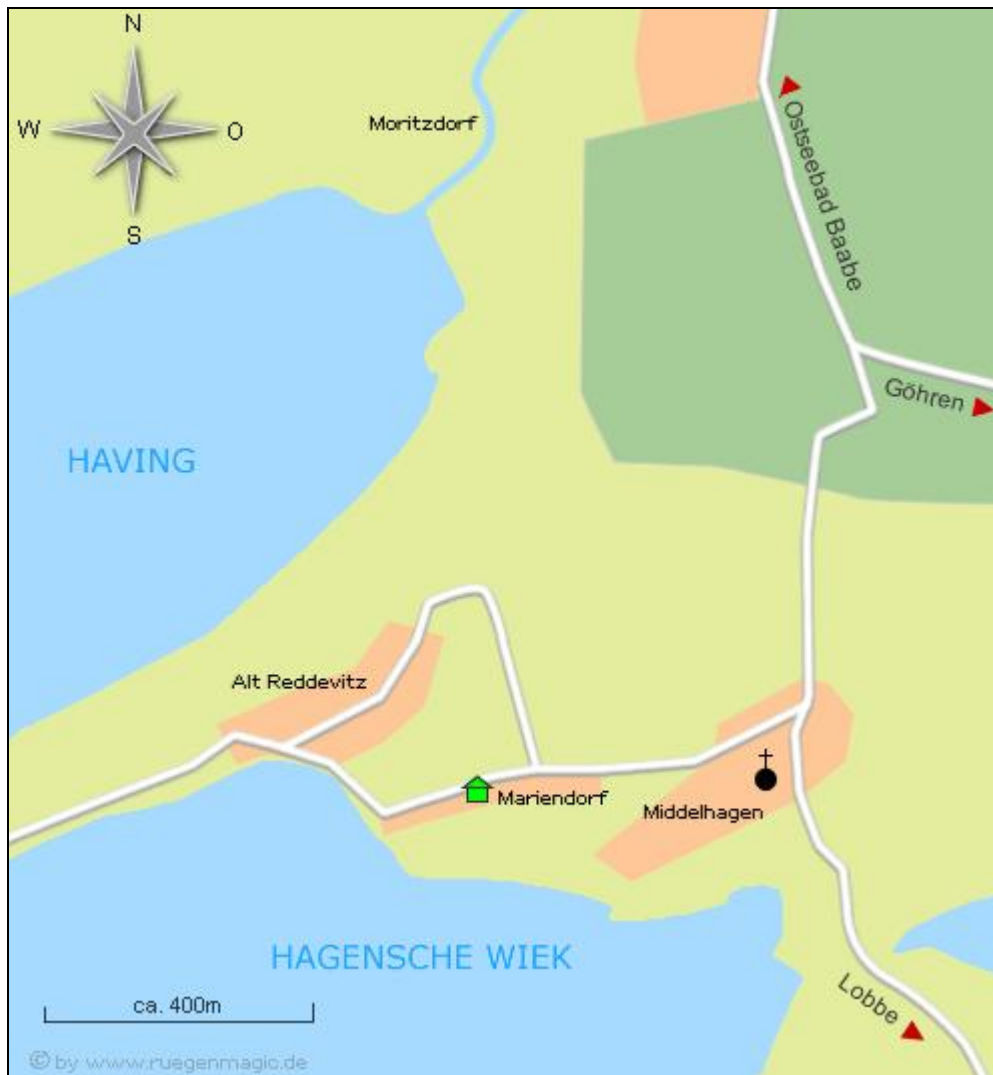 N
Moritzdorf
W
O
Ostseebad Baabe
S
Göhren
HAVING
Alt Reddevitz
Mariendorf
Middelhagen
HAGENSCHE WIEK
Lobbe
ca. 400m
© by www.ruegenmagic.de